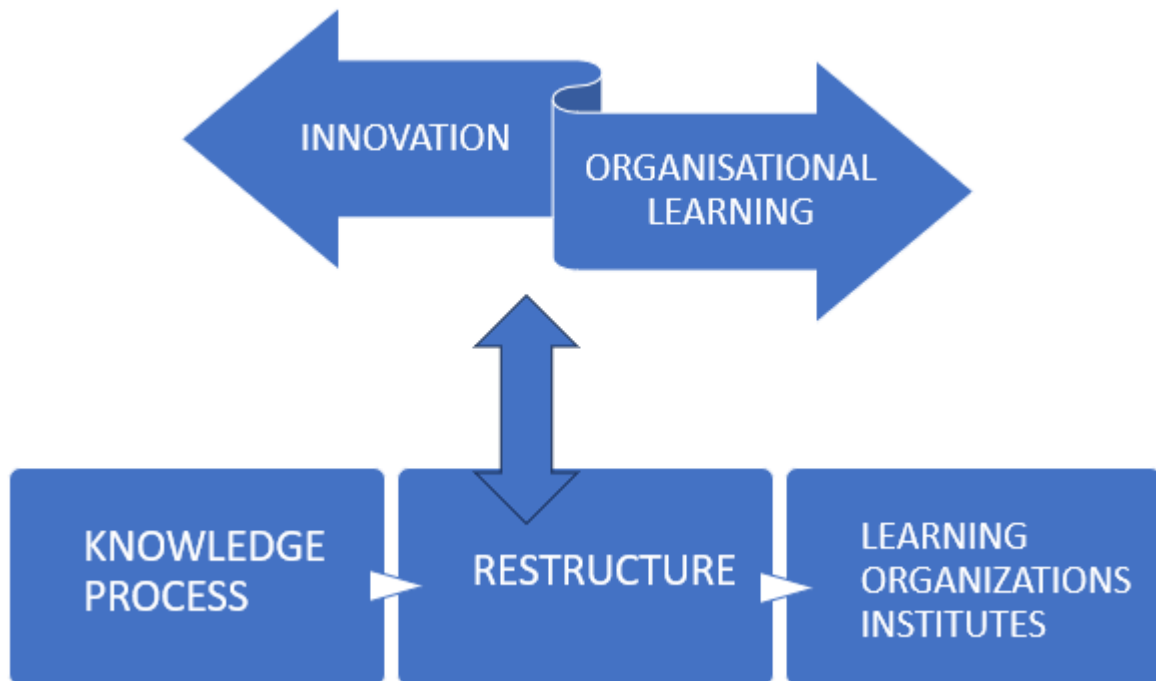 INNOVATION
ORGANISATIONAL
LEARNING
KNOWLEDGE
PROCESS
RESTRUCTURE
LEARNING
ORGANIZATIONS
INSTITUTES